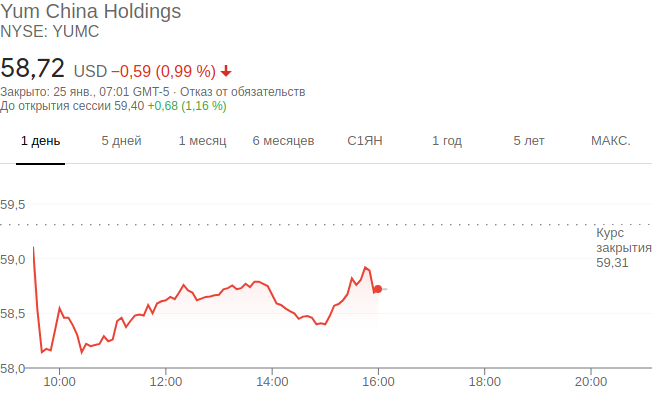 Yum China Holdings
NYSE: YUMC
58,72 USD −0,59 (0,99 %)
Закрыто: 25 янв., 07:01 GMT-5 · Отказ от обязательств
До открытия сессии 59,40 +0,68 (1,16 %)
1 день 5 дней 1 месяц 6 месяцев С1ЯН 1 год 5 лет МАКС.
59,5
Курс
закрытия
59,31
59,0
58,5
58,0
10:00 12:00 14:00 16:00 18:00 20:00